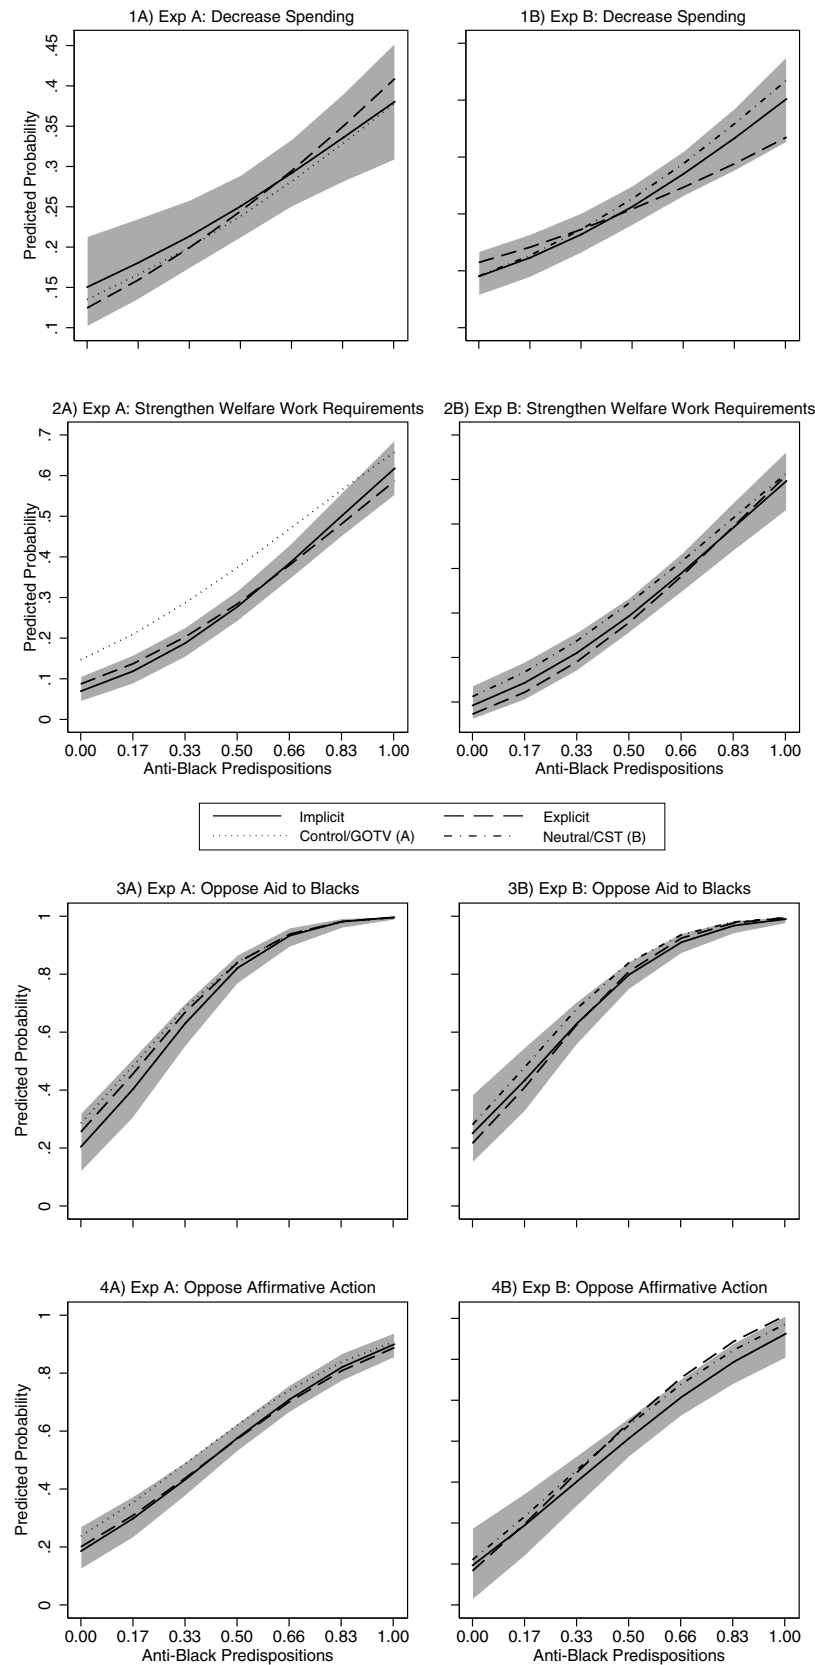 1A) Exp A: Decrease Spending
1B) Exp B: Decrease Spending
Predicted Probability
.45
.4
.35
.3
.25
.2
.15
.1
2A) Exp A: Strengthen Welfare Work Requirements
2B) Exp B: Strengthen Welfare Work Requirements
Predicted Probability
.7
.6
.5
.4
.3
.2
.1
0
0.00 0.17 0.33 0.50 0.66 0.83 1.00
Anti-Black Predispositions
0.00 0.17 0.33 0.50 0.66 0.83 1.00
Anti-Black Predispositions
Implicit Explicit
Control/GOTV (A) Neutral/CST (B)
3A) Exp A: Oppose Aid to Blacks
3B) Exp B: Oppose Aid to Blacks
Predicted Probability
1
.8
.6
.4
.2
0
4A) Exp A: Oppose Affirmative Action
4B) Exp B: Oppose Affirmative Action
Predicted Probability
1
.8
.6
.4
.2
0
0.00 0.17 0.33 0.50 0.66 0.83 1.00
Anti-Black Predispositions
0.00 0.17 0.33 0.50 0.66 0.83 1.00
Anti-Black Predispositions